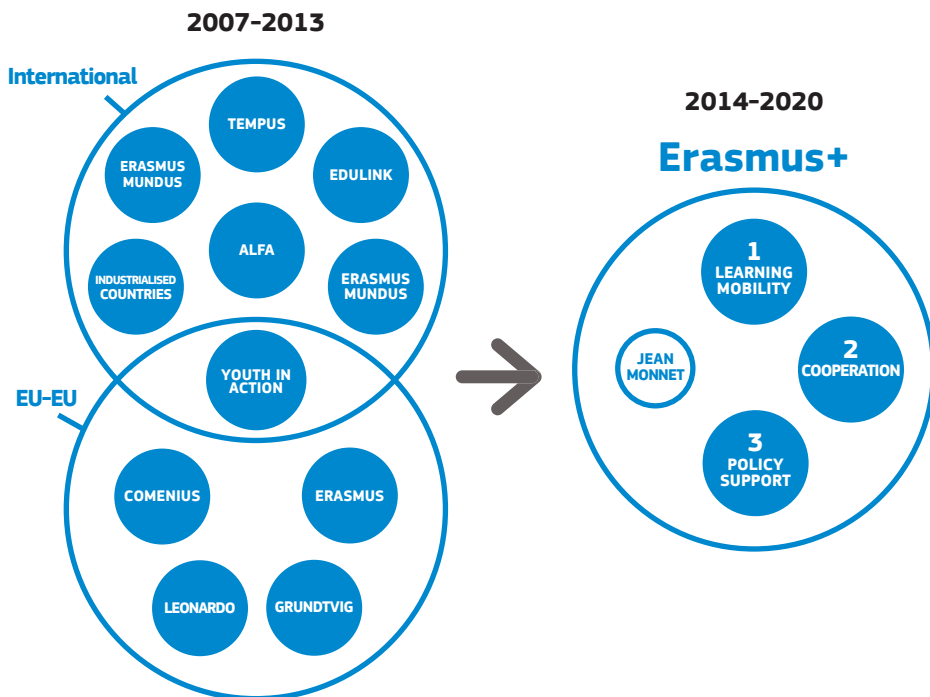 2007-2013
International
TEMPUS
ERASMUS
MUNDUS
EDULINK
ALFA
INDUSTRIALISED
COUNTRIES
ERASMUS
MUNDUS
YOUTH IN
ACTION
EU-EU
COMENIUS
ERASMUS
LEONARDO
GRUNDTVIG
2014-2020
Erasmus+
1
LEARNING
MOBILITY
JEAN
MONNET
2
COOPERATION
3
POLICY
SUPPORT